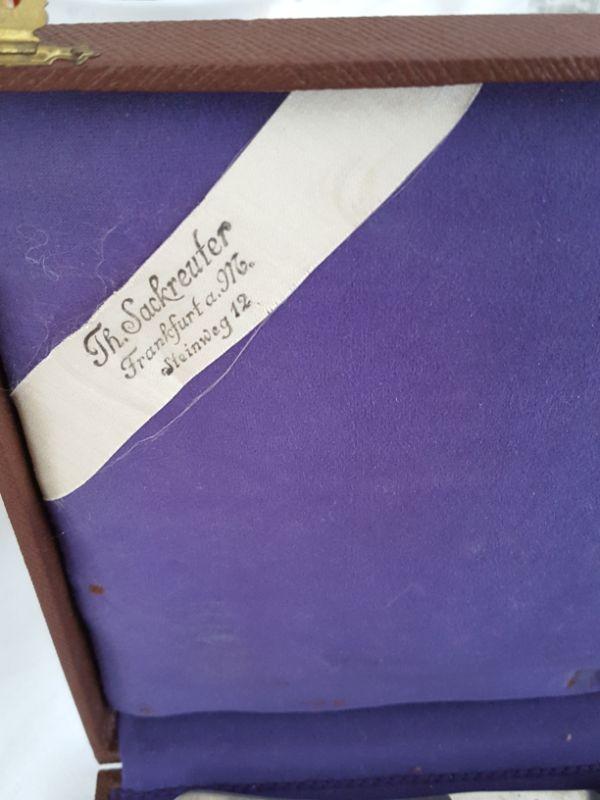 Th. Sackreuter
Frankfurt a. M.
Steinweg 12